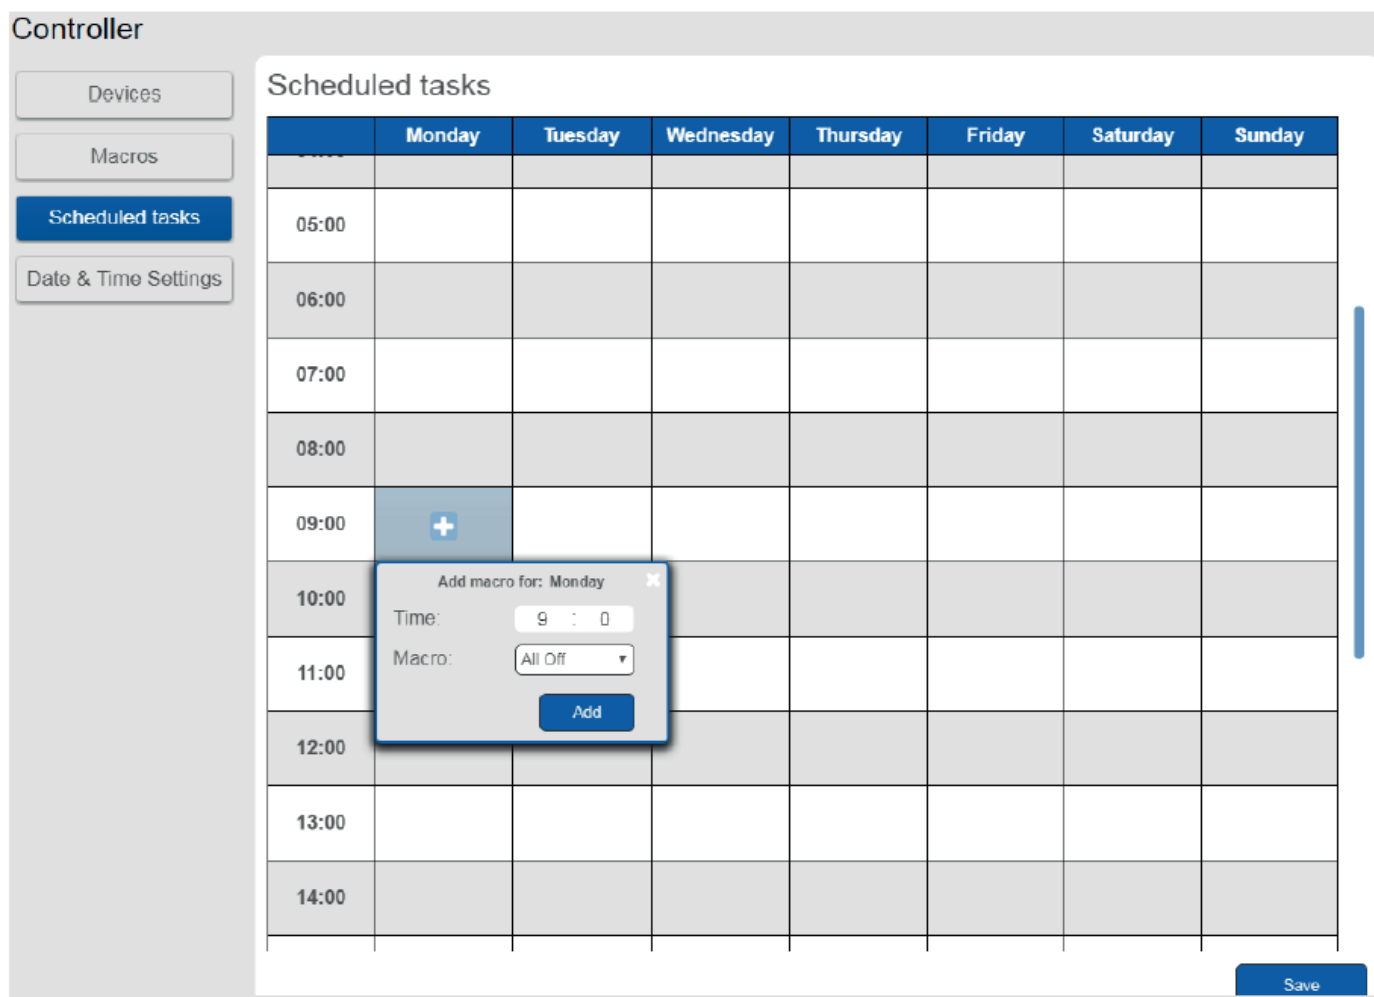 Controller
Devices
Macros
Scheduled tasks
Date & Time Settings
Scheduled tasks
Monday Tuesday Wednesday Thursday Friday Saturday Sunday
05:00
06:00
07:00
08:00
09:00
10:00
11:00
12:00
13:00
14:00
Add macro for: Monday
Time: 9 : 0
Macro: All Off
Add
Save